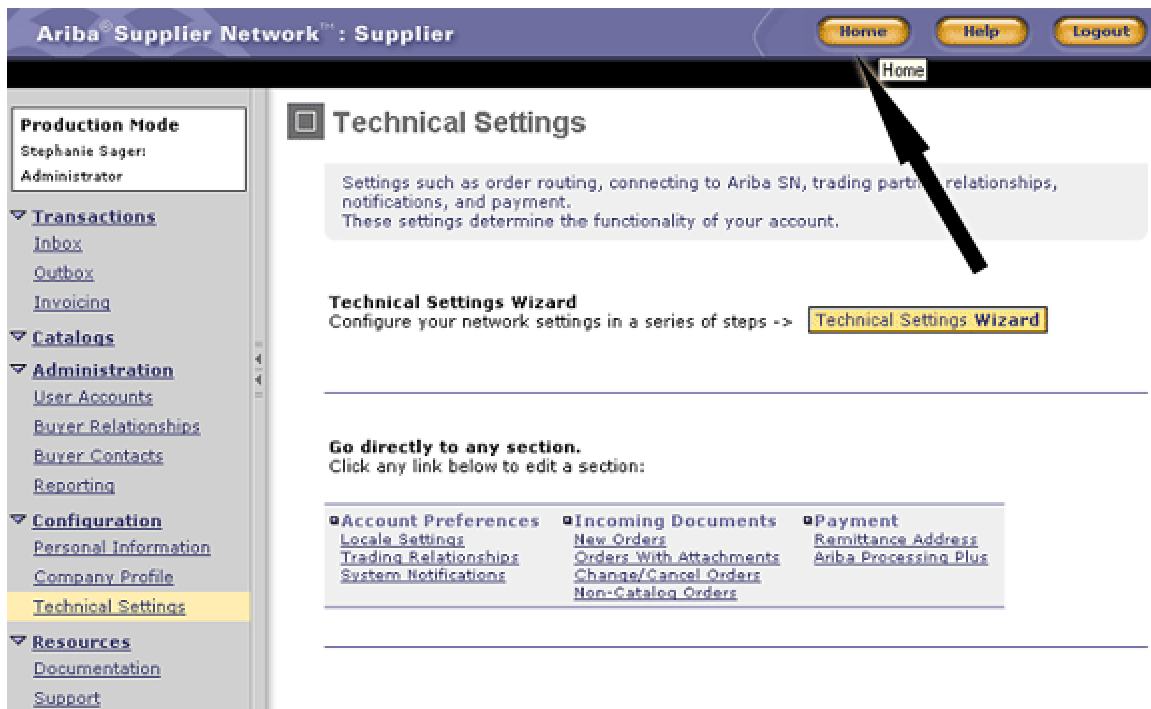 Ariba®Supplier Network™: Supplier
Home
Help
Logout
Home
Production Mode
Stephanie Sager:
Administrator
Transactions
Inbox
Outbox
Invoicing
Catalogs
Administration
User Accounts
Buyer Relationships
Buyer Contacts
Reporting
Configuration
Personal Information
Company Profile
Technical Settings
Resources
Documentation
Support
Technical Settings
Settings such as order routing, connecting to Ariba SN, trading partn relationships,
notifications, and payment.
These settings determine the functionality of your account.
Technical Settings Wizard
Configure your network settings in a series of steps -> Technical Settings Wizard
Go directly to any section.
Click any link below to edit a section:
Account Preferences
Locale Settings
Trading Relationships
System Notifications
Incoming Documents
New Orders
Orders With Attachments
Change/Cancel Orders
Non-Catalog Orders
Payment
Remittance Address
Ariba Processing Plus